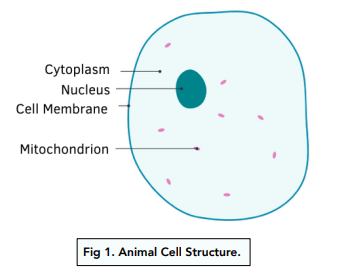 Cytoplasm
Nucleus
Cell Membrane
Mitochondrion
Fig 1. Animal Cell Structure.